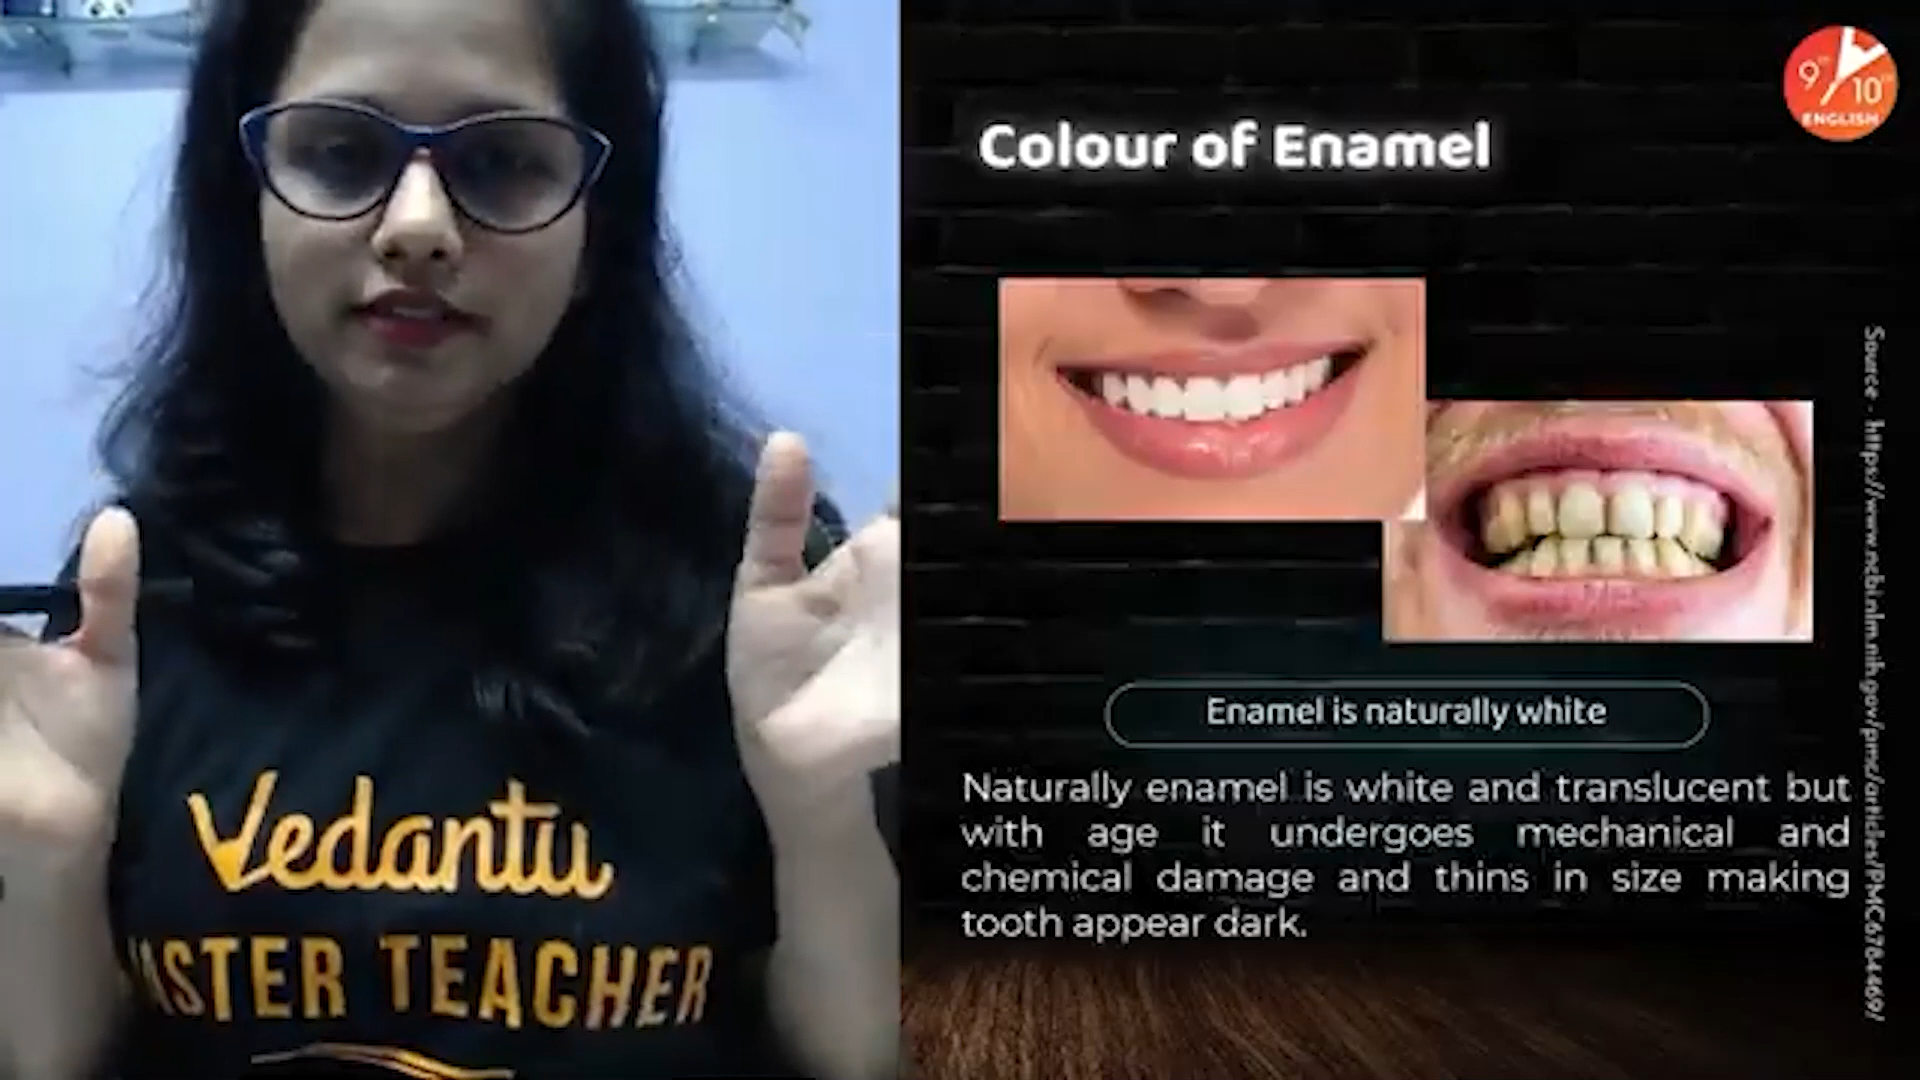 Vedantu
ASTER TEACHER
9TH
10TH
ENGLISH
Colour of Enamel
Enamel is naturally white
Naturally enamel is white and translucent but
with age it undergoes mechanical and
chemical damage and thins in size making
tooth appear dark.
Source - https://www.ncbi.nlm.nih.gov/pmc/articles/PMC6784469/